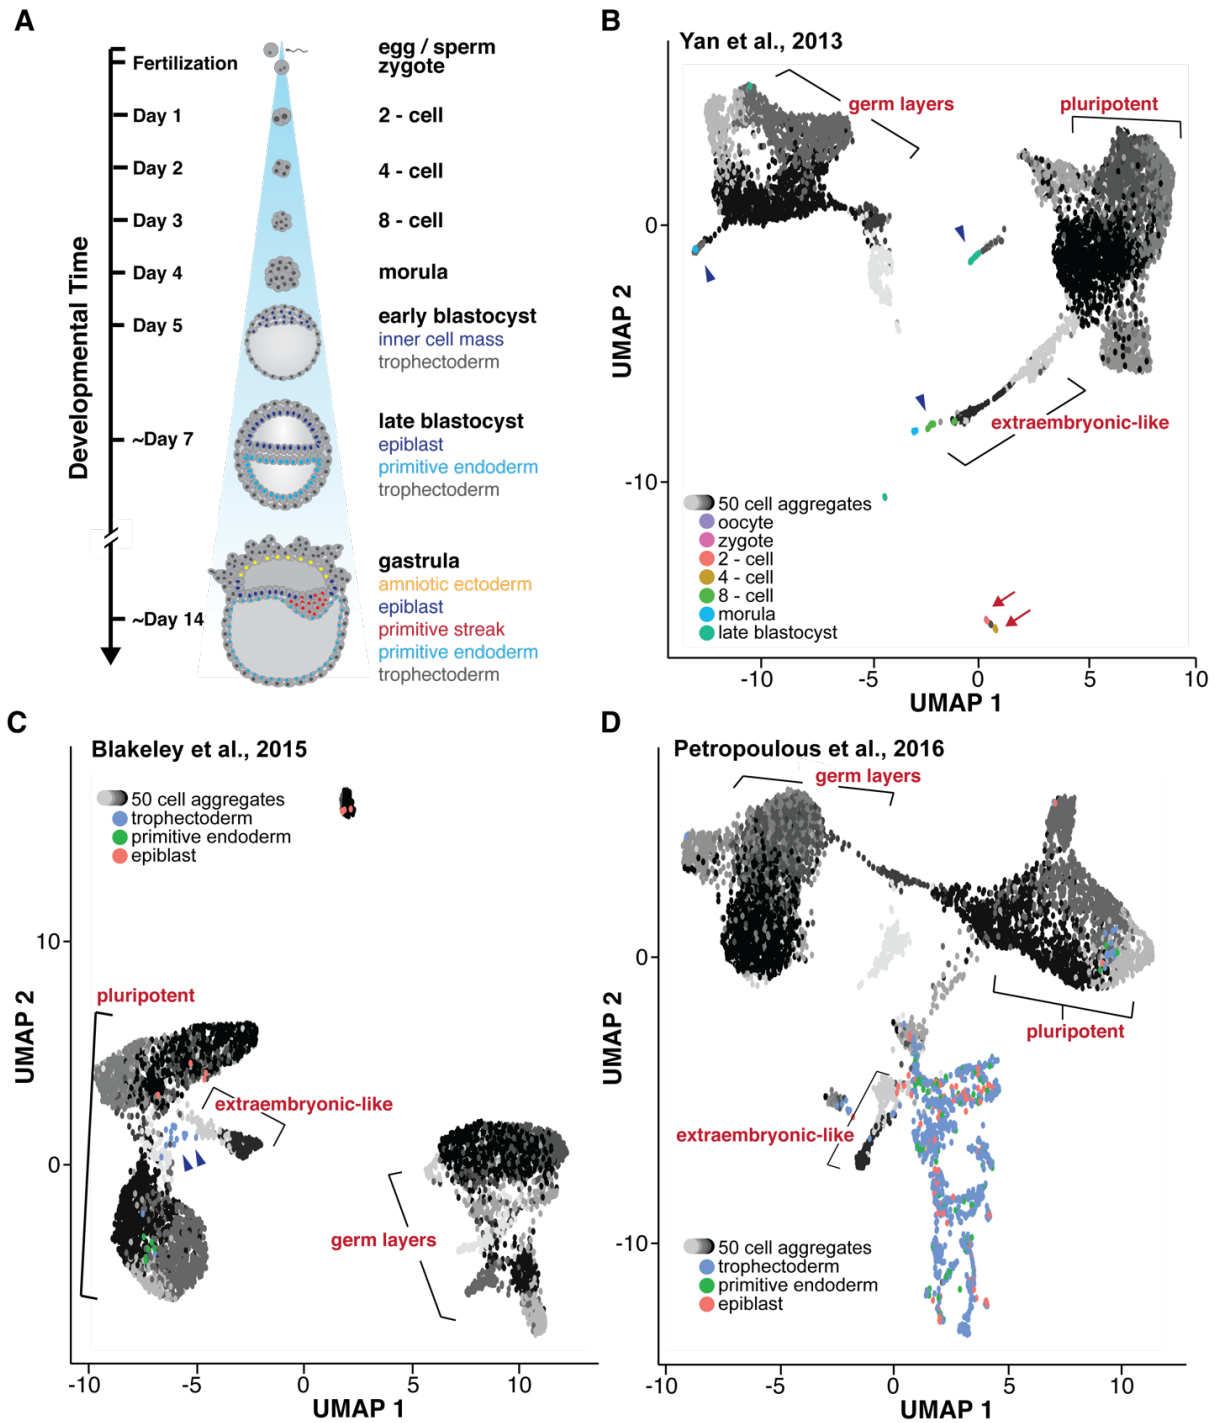 A
Developmental Time
Fertilization
Day 1
Day 2
Day 3
Day 4
Day 5
~Day 7
~Day 14
egg / sperm
zygote
2 - cell
4 - cell
8 - cell
morula
early blastocyst
inner cell mass
trophectoderm
late blastocyst
epiblast
primitive endoderm
trophectoderm
gastrula
amniotic ectoderm
epiblast
primitive streak
primitive endoderm
trophectoderm
B
Yan et al., 2013
germ layers
pluripotent
extraembryonic-like
50 cell aggregates
oocyte
zygote
2 - cell
4 - cell
8 - cell
morula
late blastocyst
UMAP 2
0
-10
-10
-5
0
5
10
UMAP 1
C
Blakeley et al., 2015
50 cell aggregates
trophectoderm
primitive endoderm
epiblast
pluripotent
extraembryonic-like
germ layers
UMAP 2
10
0
-10
-5
0
5
10
UMAP 1
D
Petropoulous et al., 2016
germ layers
pluripotent
extraembryonic-like
50 cell aggregates
trophectoderm
primitive endoderm
epiblast
UMAP 2
0
-10
-10
-5
0
5
10
UMAP 1